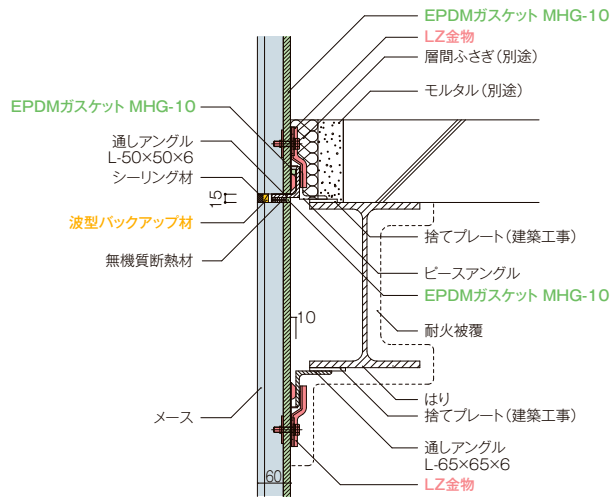 EPDMガスケット MHG-10
LZ金物
層間ふさぎ(別途)
モルタル(別途)
EPDMガスケット MHG-10
通しアングル
L-50×50×6
シーリング材
15
波型バックアップ材
無機質断熱材
捨てプレート(建築工事)
ピースアングル
EPDMガスケット MHG-10
10
耐火被覆
メース
はり
捨てプレート(建築工事)
通しアングル
L-65×65×6
60
LZ金物